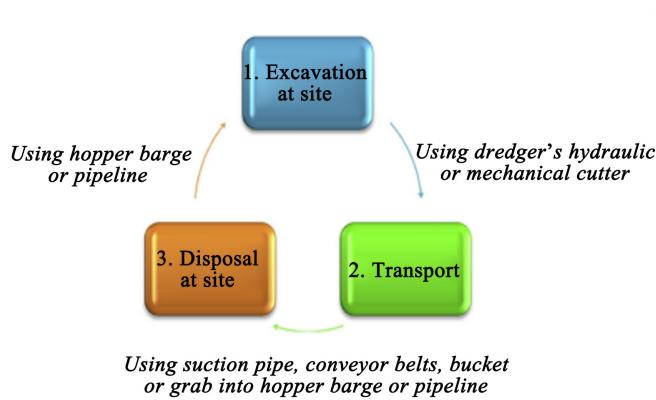 1. Excavation
at site
Using hopper barge
or pipeline
Using dredger’s hydraulic
or mechanical cutter
3. Disposal
at site
2. Transport
Using suction pipe, conveyor belts, bucket
or grab into hopper barge or pipeline